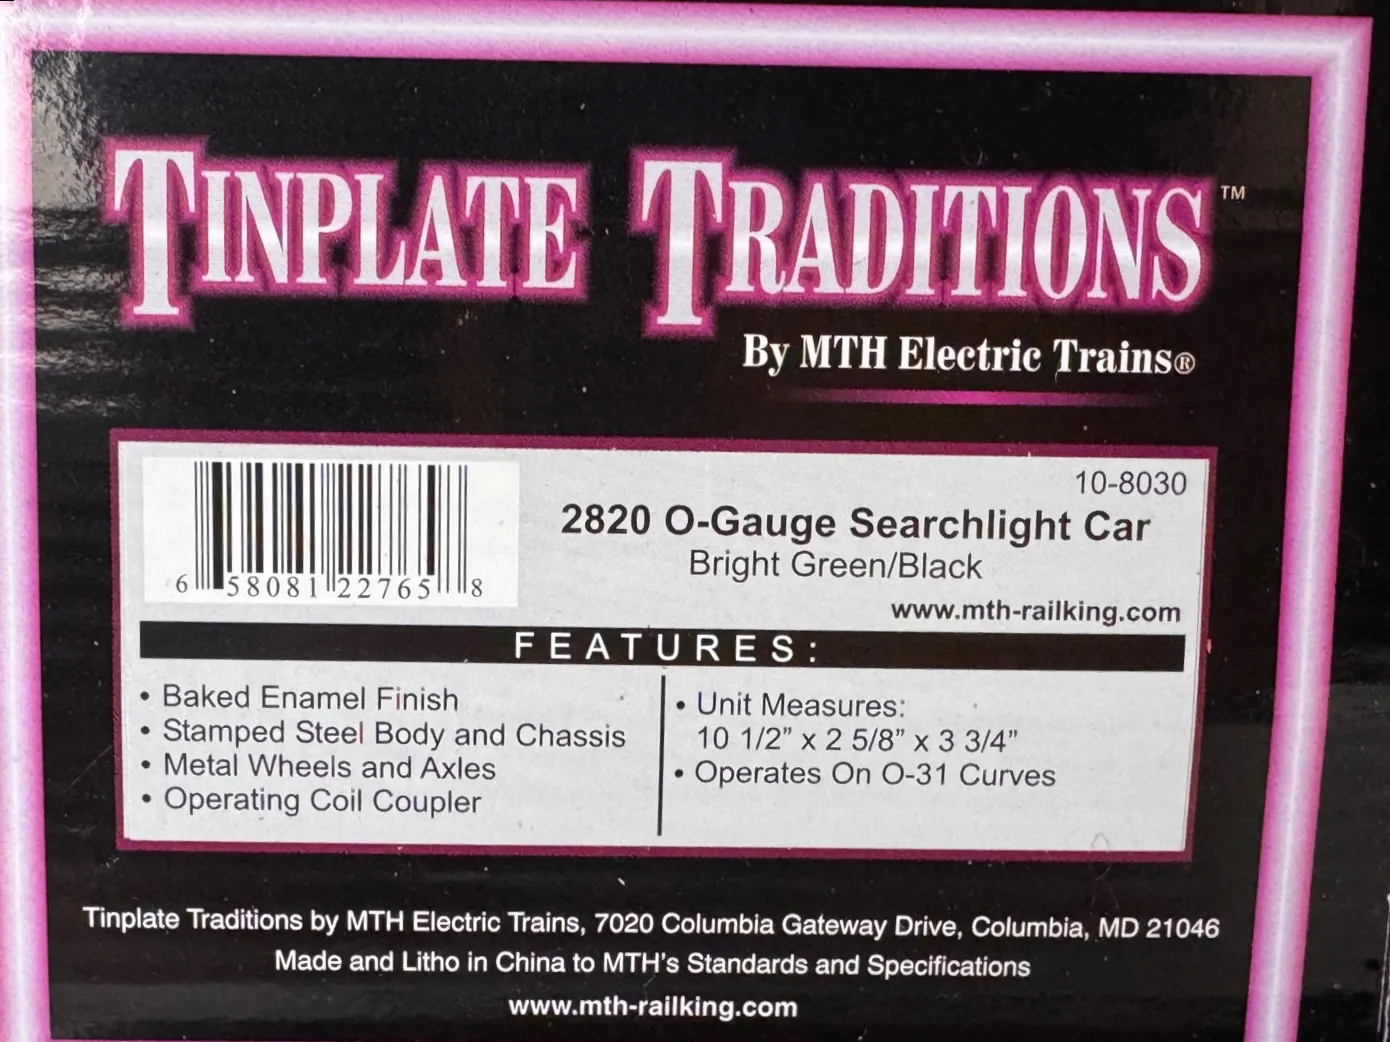 TINPLATE TRADITIONS™
By MTH Electric Trains®
10-8030
2820 O-Gauge Searchlight Car
Bright Green/Black
6 58081 22765 8
www.mth-railking.com
FEATURES:
• Baked Enamel Finish
• Stamped Steel Body and Chassis
• Metal Wheels and Axles
• Operating Coil Coupler
• Unit Measures:
10 1/2” x 2 5/8” x 3 3/4”
• Operates On O-31 Curves
Tinplate Traditions by MTH Electric Trains, 7020 Columbia Gateway Drive, Columbia, MD 21046
Made and Litho in China to MTH's Standards and Specifications
www.mth-railking.com